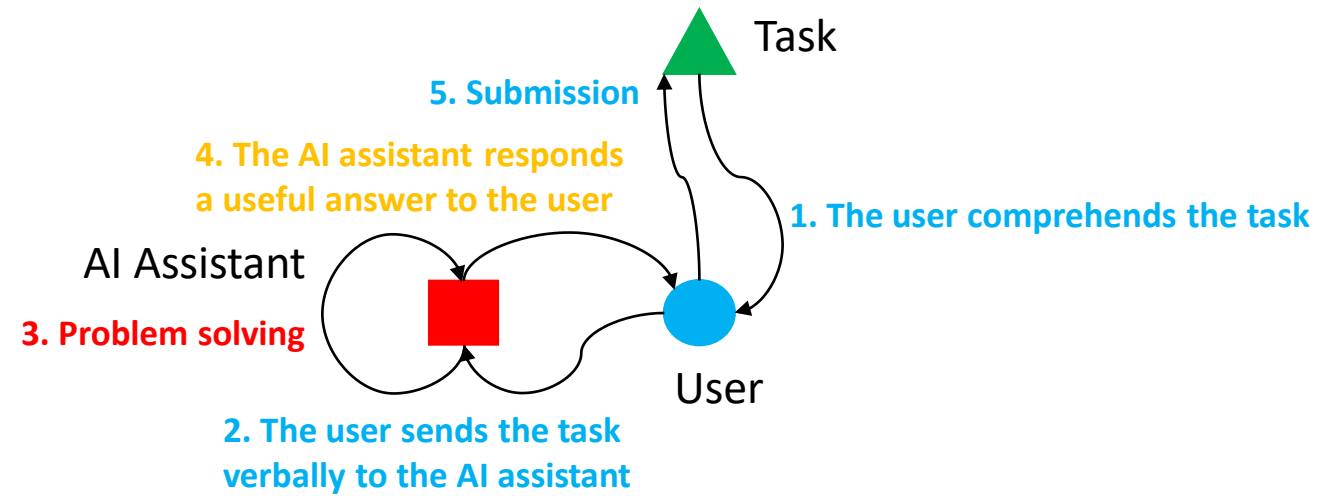 Task
5. Submission
4. The AI assistant responds
a useful answer to the user
1. The user comprehends the task
AI Assistant
3. Problem solving
User
2. The user sends the task
verbally to the AI assistant